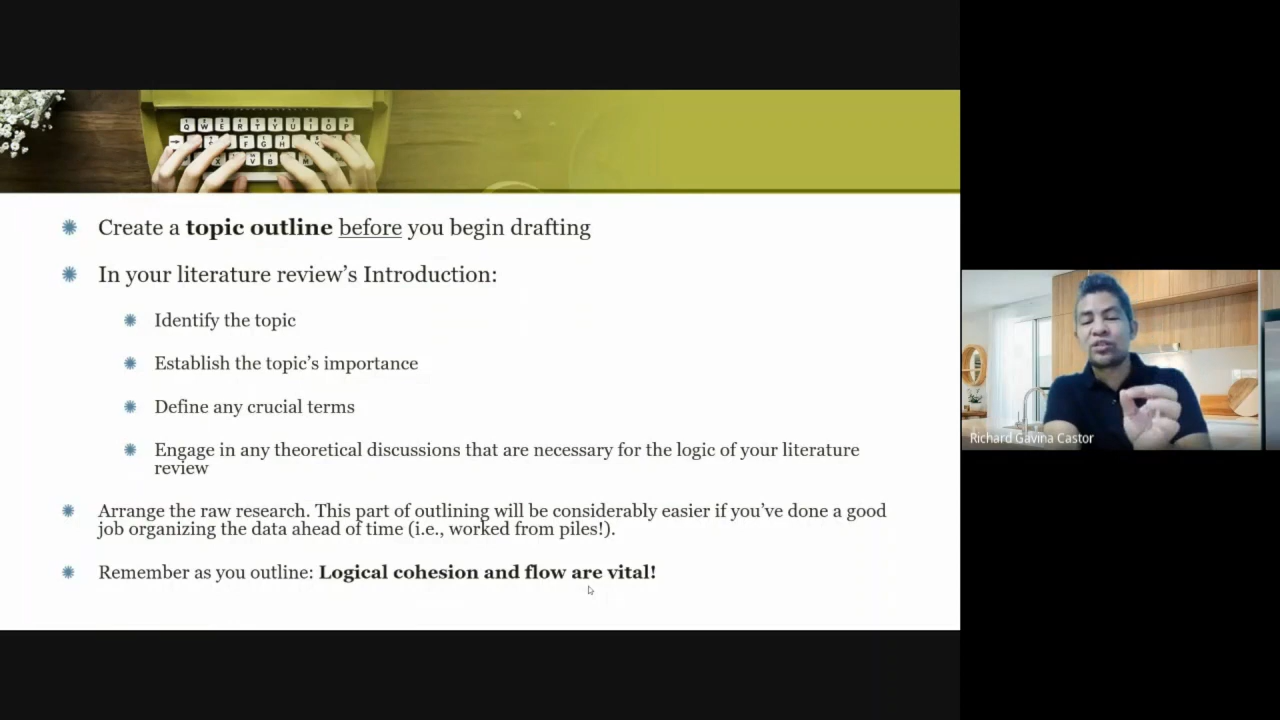 Q W E R T Y U I O P
F G H
V B
Create a topic outline before you begin drafting
In your literature review’s Introduction:
Identify the topic
Establish the topic’s importance
Define any crucial terms
Engage in any theoretical discussions that are necessary for the logic of your literature
review
Arrange the raw research. This part of outlining will be considerably easier if you’ve done a good
job organizing the data ahead of time (i.e., worked from piles!).
Remember as you outline: Logical cohesion and flow are vital!
Richard Gavina Castor